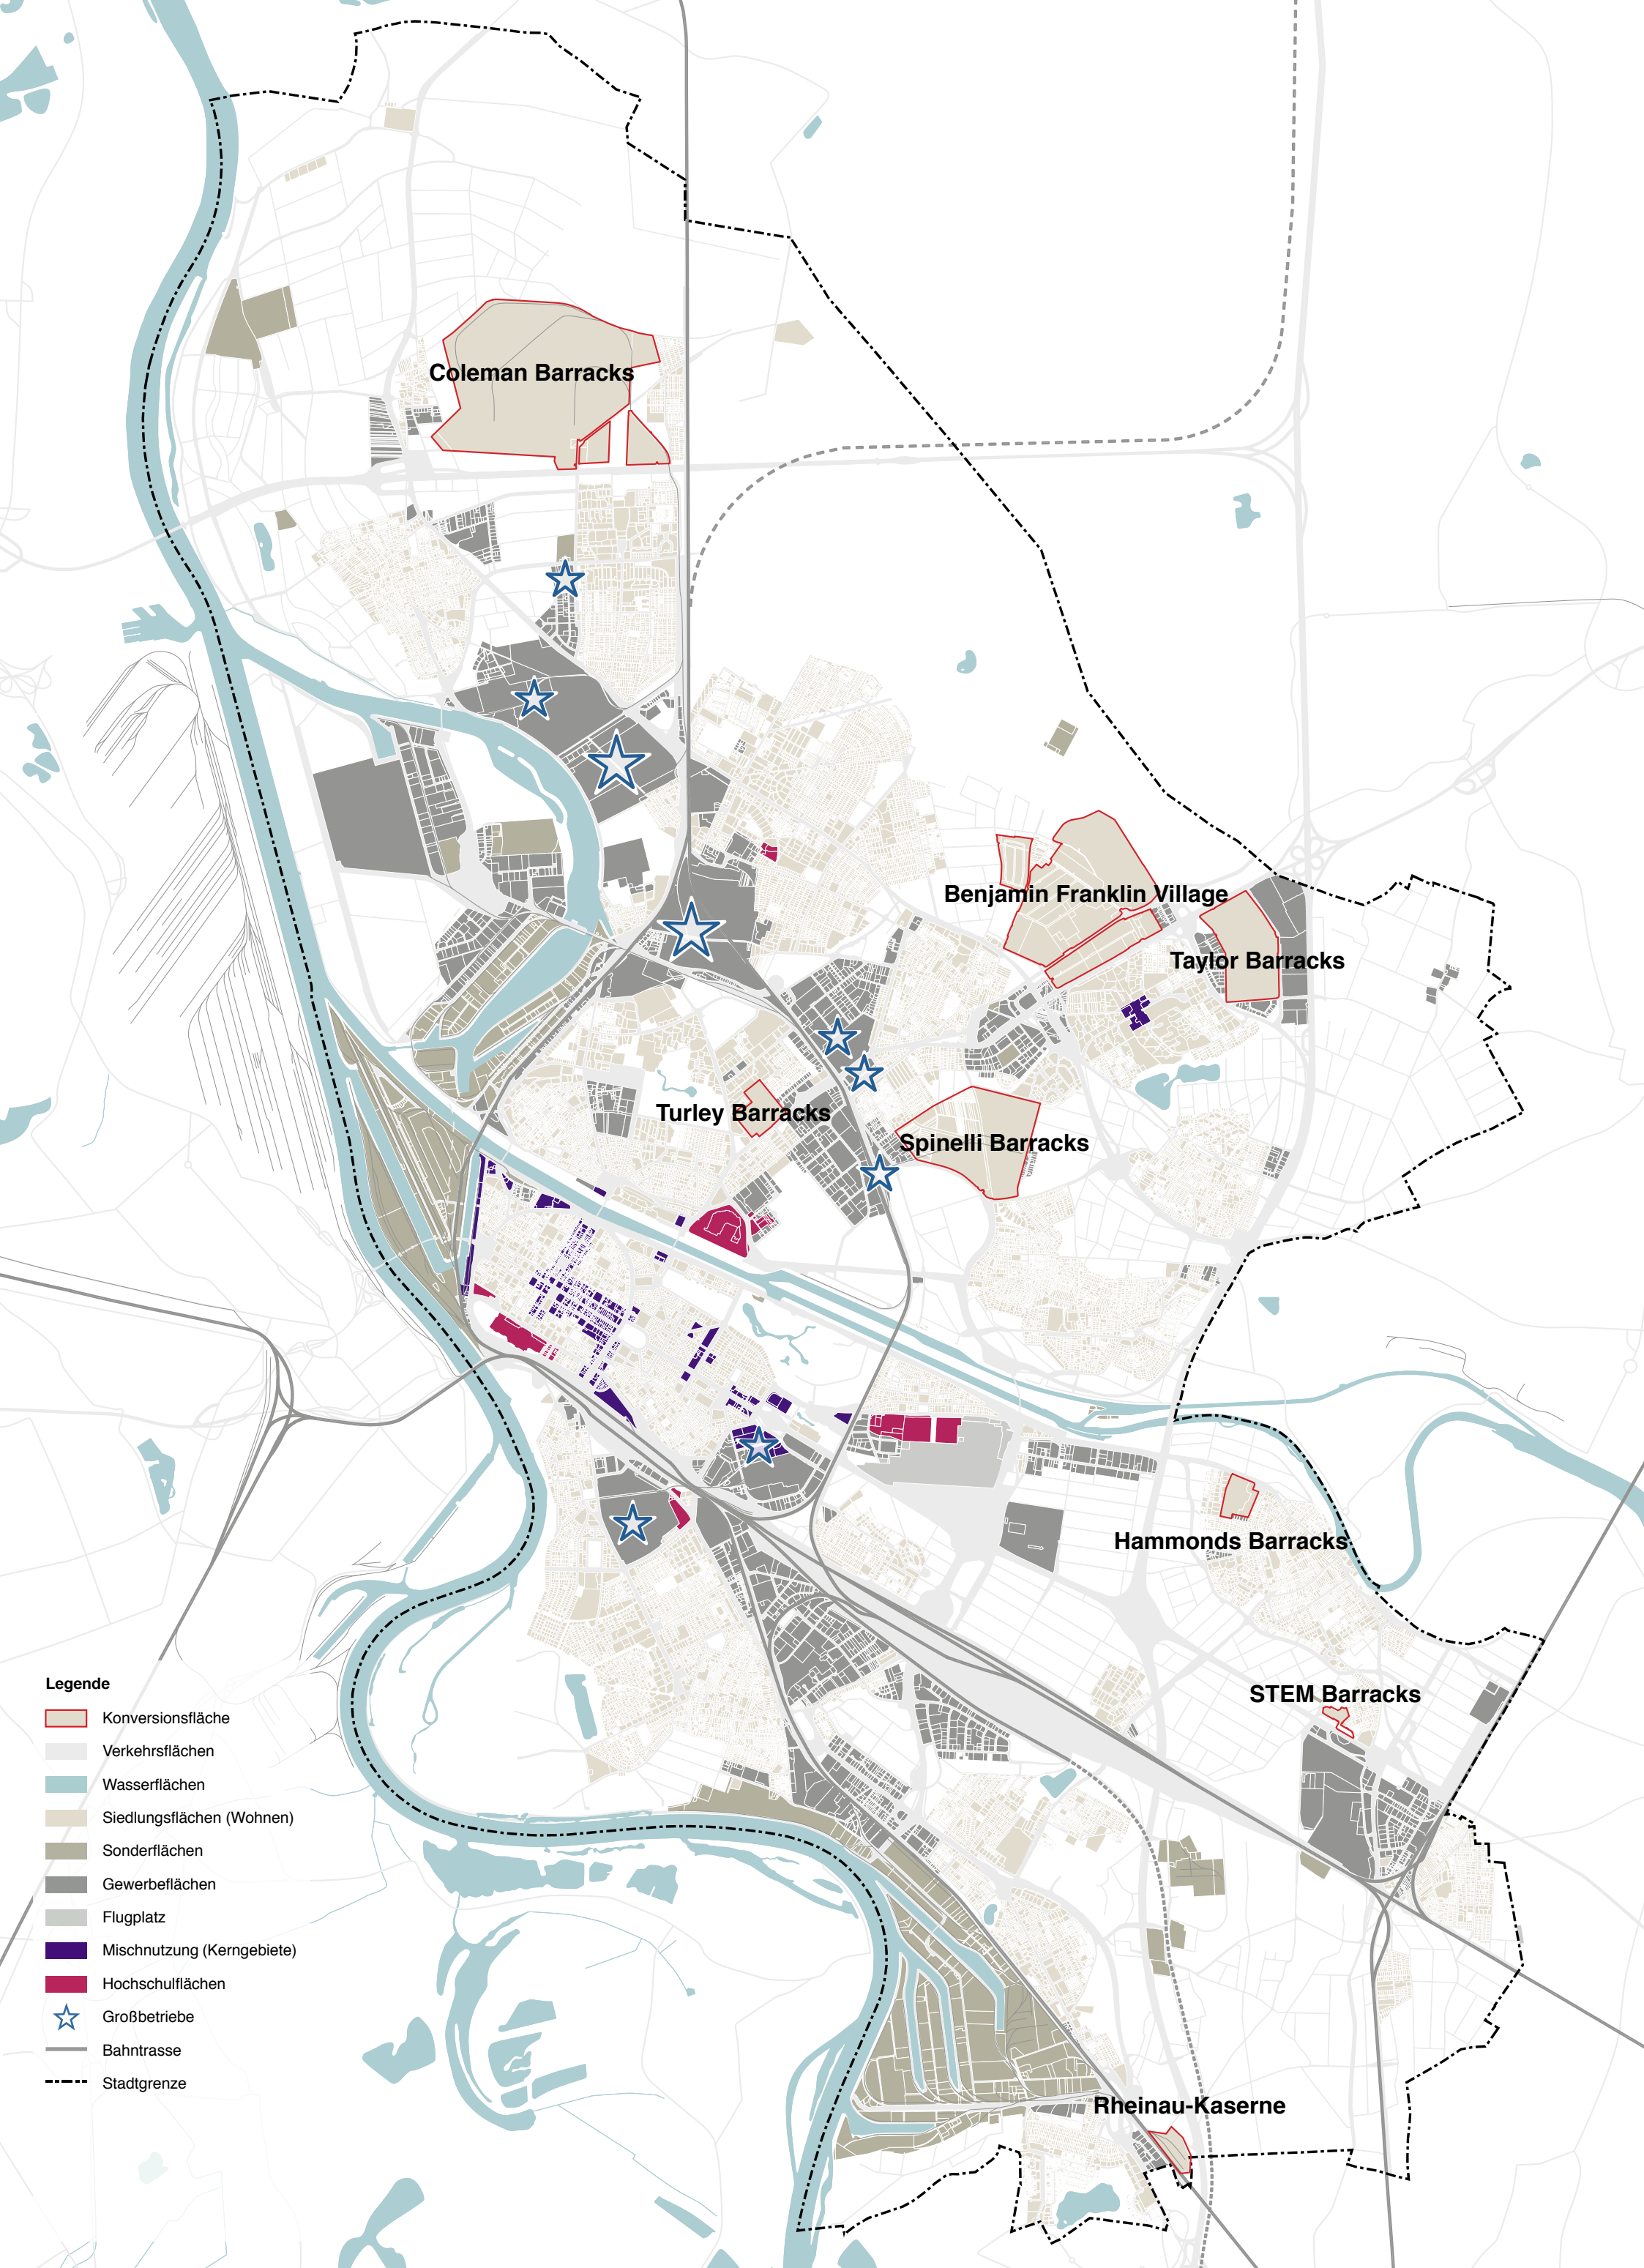 Coleman Barracks
Benjamin Franklin Village
Taylor Barracks
Turley Barracks
Spinelli Barracks
Hammonds Barracks
STEM Barracks
Rheinau-Kaserne
Legende
Konversionsfläche
Verkehrsflächen
Wasserflächen
Siedlungsflächen (Wohnen)
Sonderflächen
Gewerbeflächen
Flugplatz
Mischnutzung (Kerngebiete)
Hochschulflächen
Großbetriebe
Bahntrasse
Stadtgrenze